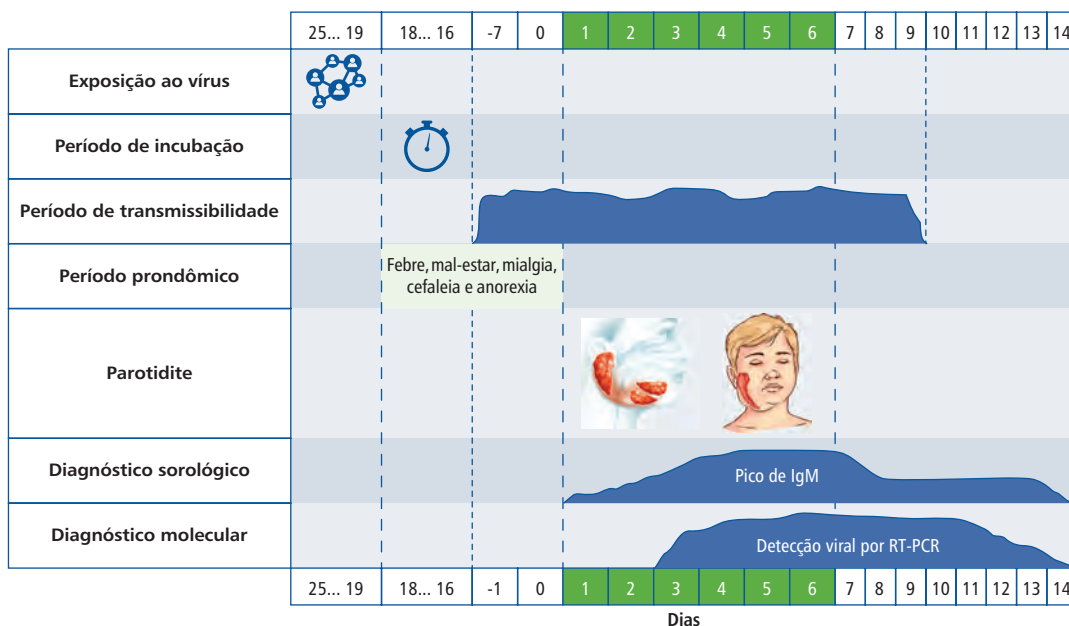 25... 19 18... 16 -7 0 1 2 3 4 5 6 7 8 9 10 11 12 13 14
Exposição ao vírus
Período de incubação
Período de transmissibilidade
Período prondômico
Febre, mal-estar, mialgia,
cefaleia e anorexia
Parotidite
Diagnóstico sorológico
Pico de IgM
Diagnóstico molecular
Detecção viral por RT-PCR
25... 19 18... 16 -1 0 1 2 3 4 5 6 7 8 9 10 11 12 13 14
Dias